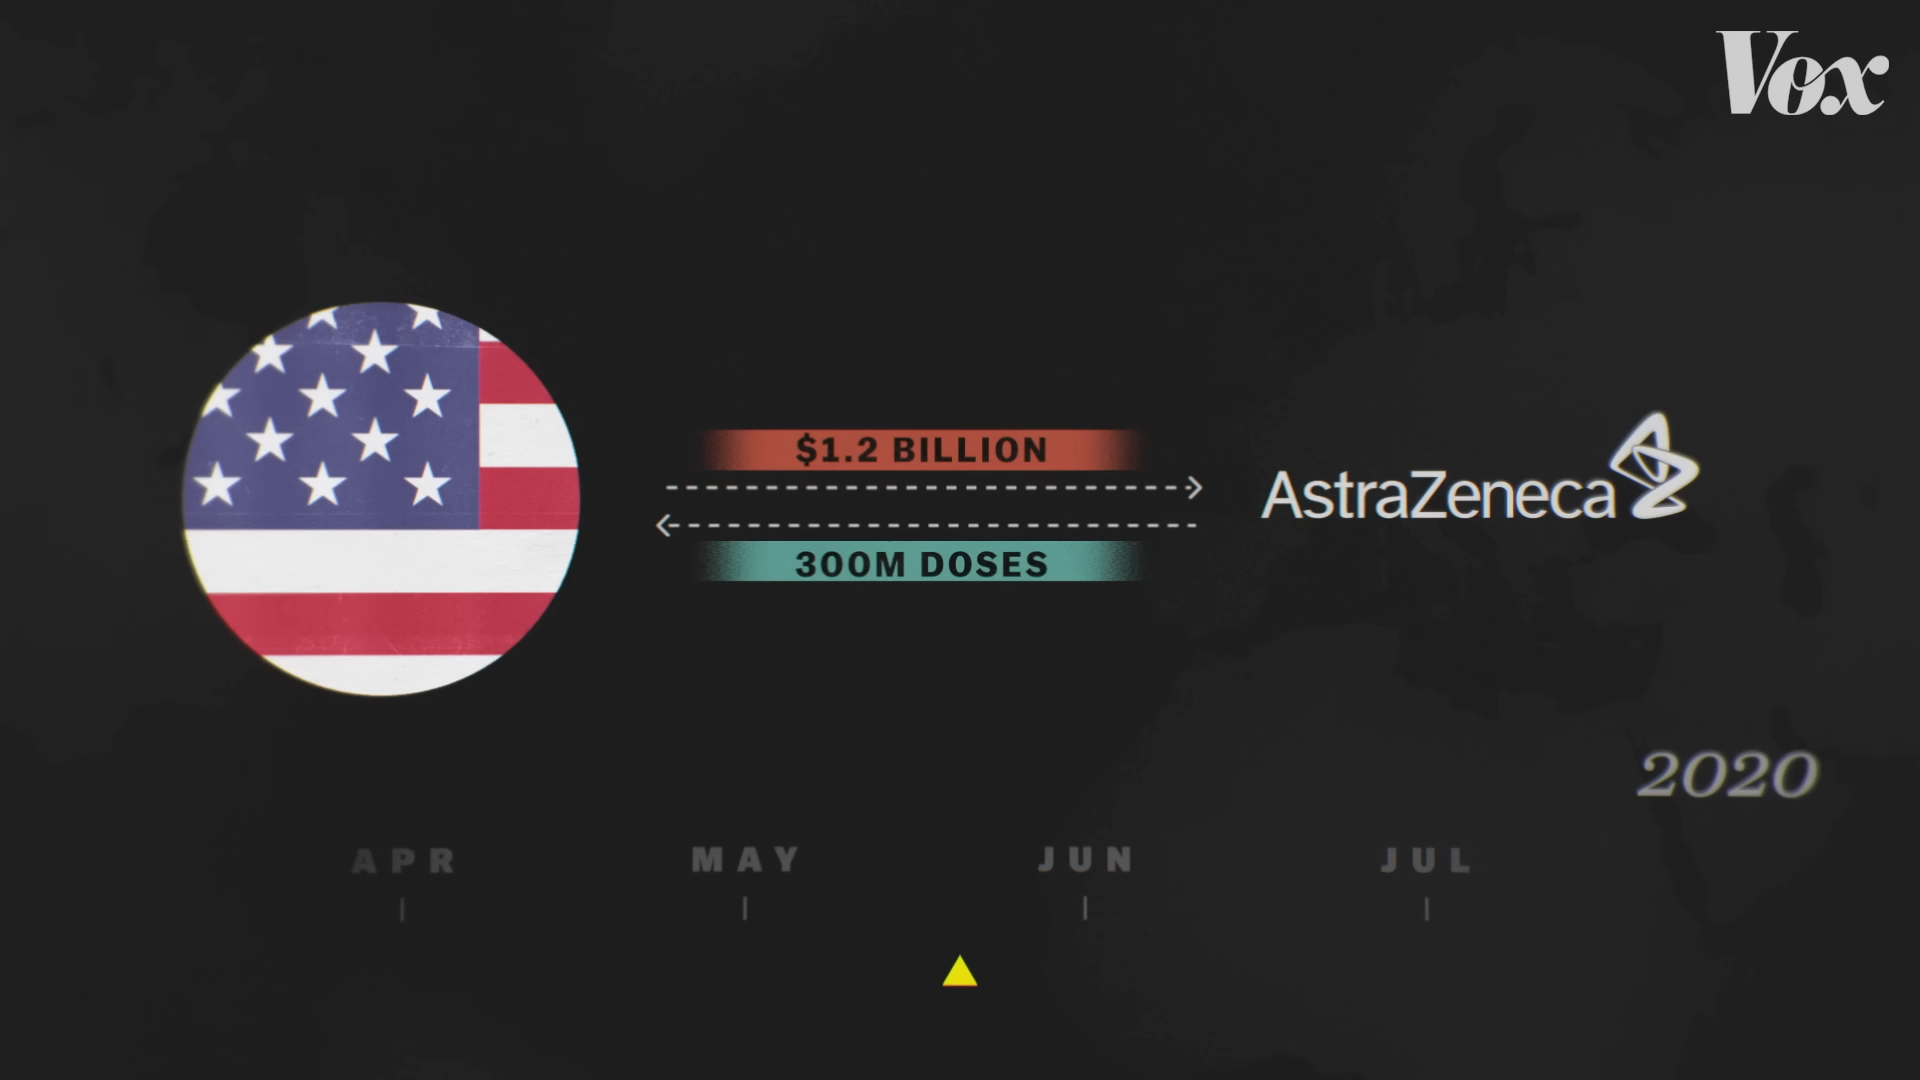 Vox
$1.2 BILLION
AstraZeneca
300M DOSES
2020
APR MAY JUN JUL